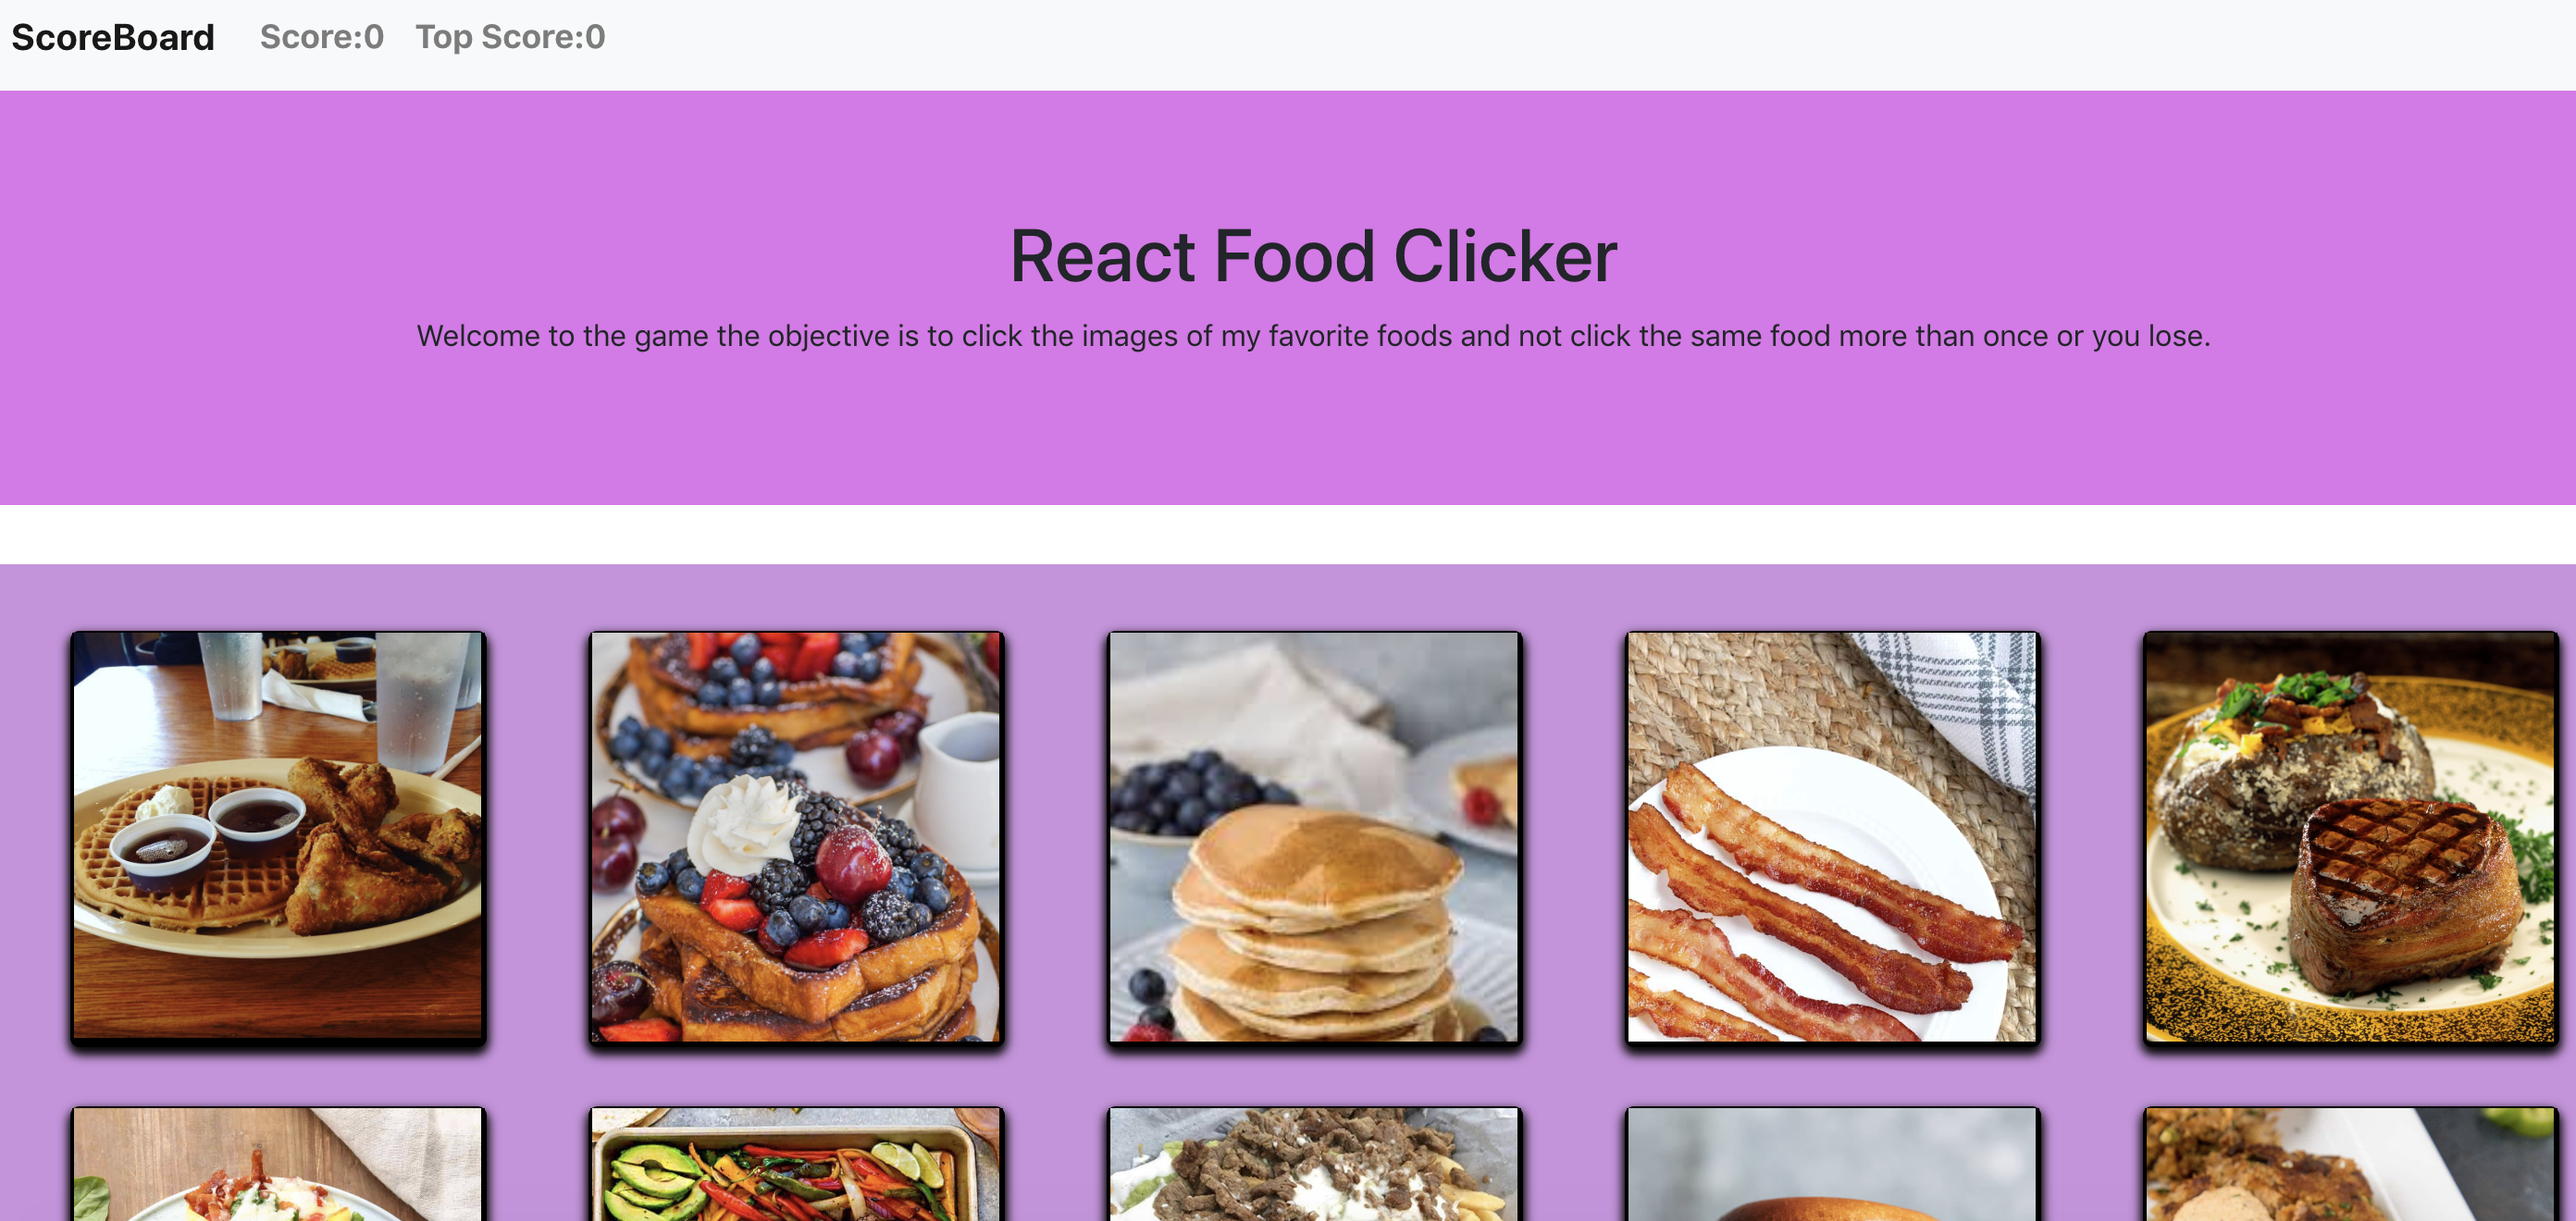 ScoreBoard Score:0 Top Score:0
React Food Clicker
Welcome to the game the objective is to click the images of my favorite foods and not click the same food more than once or you lose.